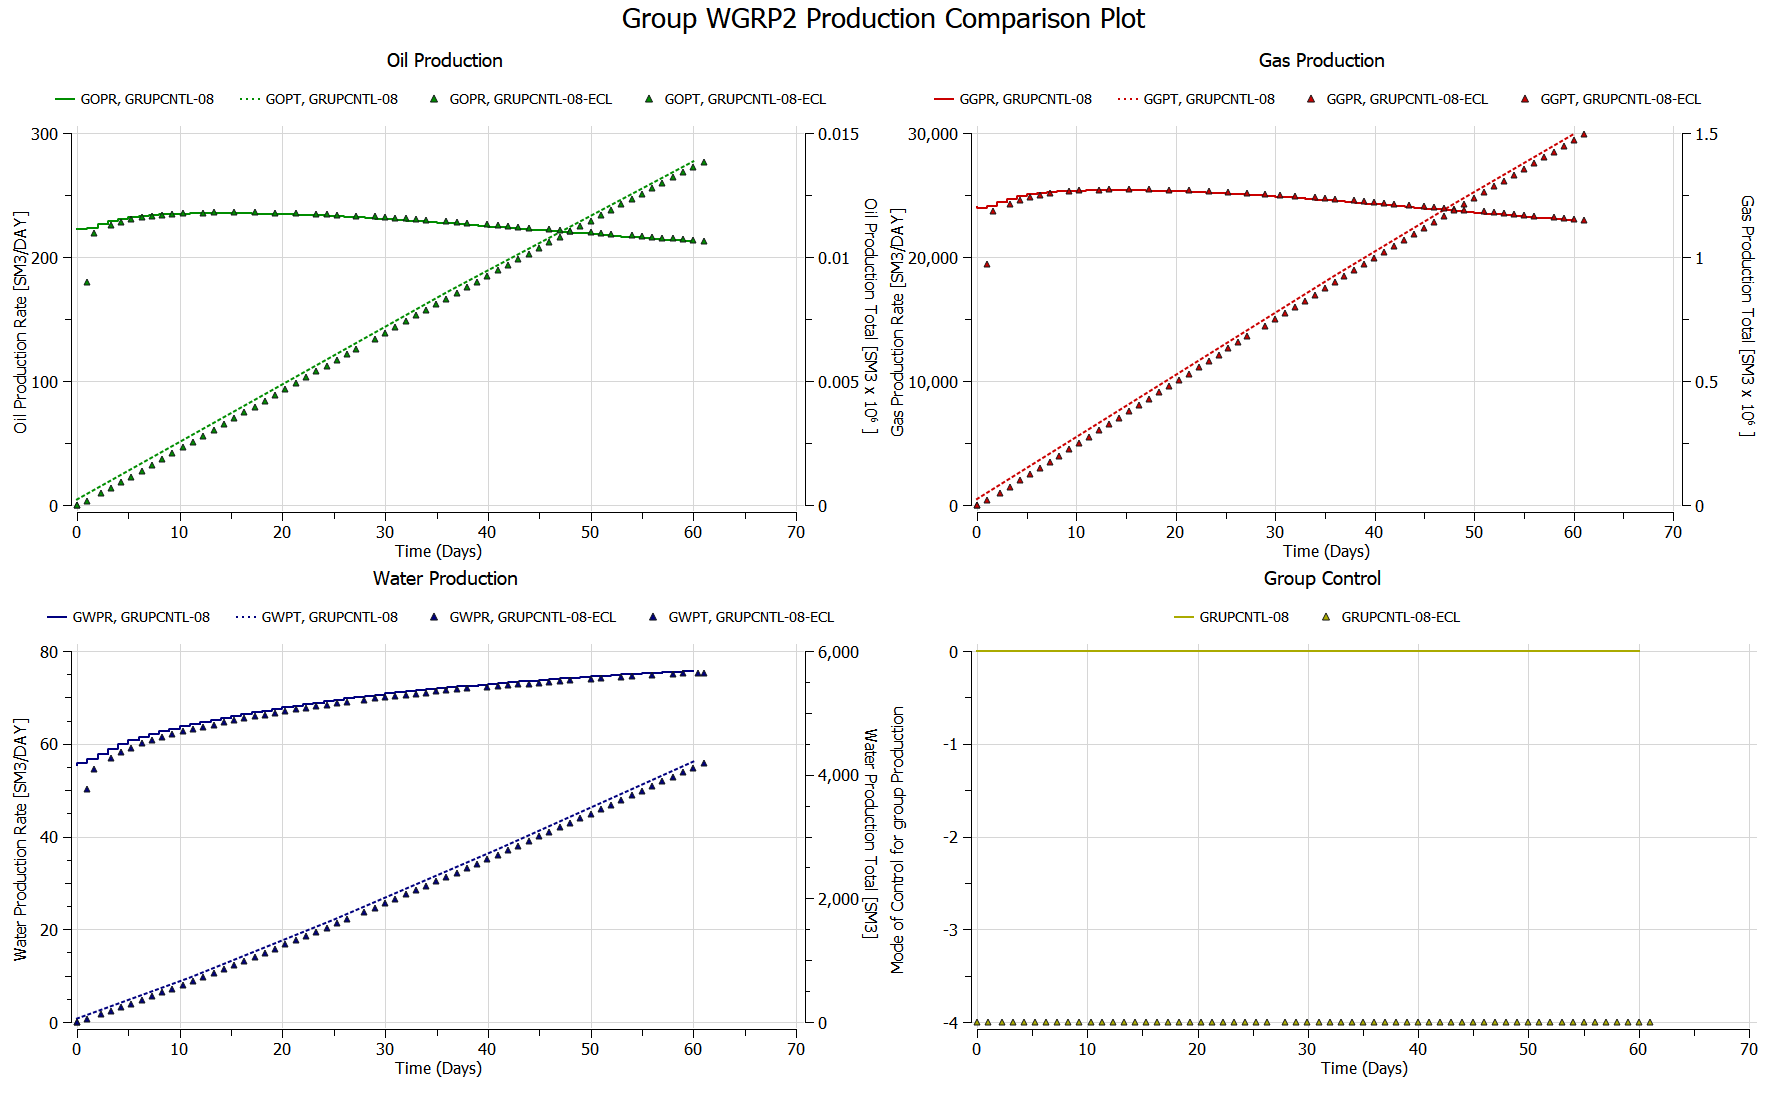 Group WGRP2 Production Comparison Plot
Oil Production
GOPR, GRUPCNTL-08 GOPT, GRUPCNTL-08 GOPR, GRUPCNTL-08-ECL GOPT, GRUPCNTL-08-ECL
300
200
100
0
Oil Production Rate [SM3/DAY]
0.015
0.01
0.005
0
Oil Production Total [SM3 x 10⁶ ]
0 10 20 30 40 50 60 70
Time (Days)
Gas Production
GGPR, GRUPCNTL-08 GGPT, GRUPCNTL-08 GGPR, GRUPCNTL-08-ECL GGPT, GRUPCNTL-08-ECL
30,000
20,000
10,000
0
Gas Production Rate [SM3/DAY]
1.5
1
0.5
0
Gas Production Total [SM3 x 10⁶ ]
0 10 20 30 40 50 60 70
Time (Days)
Water Production
GWPR, GRUPCNTL-08 GWPT, GRUPCNTL-08 GWPR, GRUPCNTL-08-ECL GWPT, GRUPCNTL-08-ECL
80
60
40
20
0
Water Production Rate [SM3/DAY]
6,000
4,000
2,000
0
Water Production Total [SM3]
0 10 20 30 40 50 60 70
Time (Days)
Group Control
GRUPCNTL-08 GRUPCNTL-08-ECL
0
-1
-2
-3
-4
Mode of Control for group Production
0 10 20 30 40 50 60 70
Time (Days)